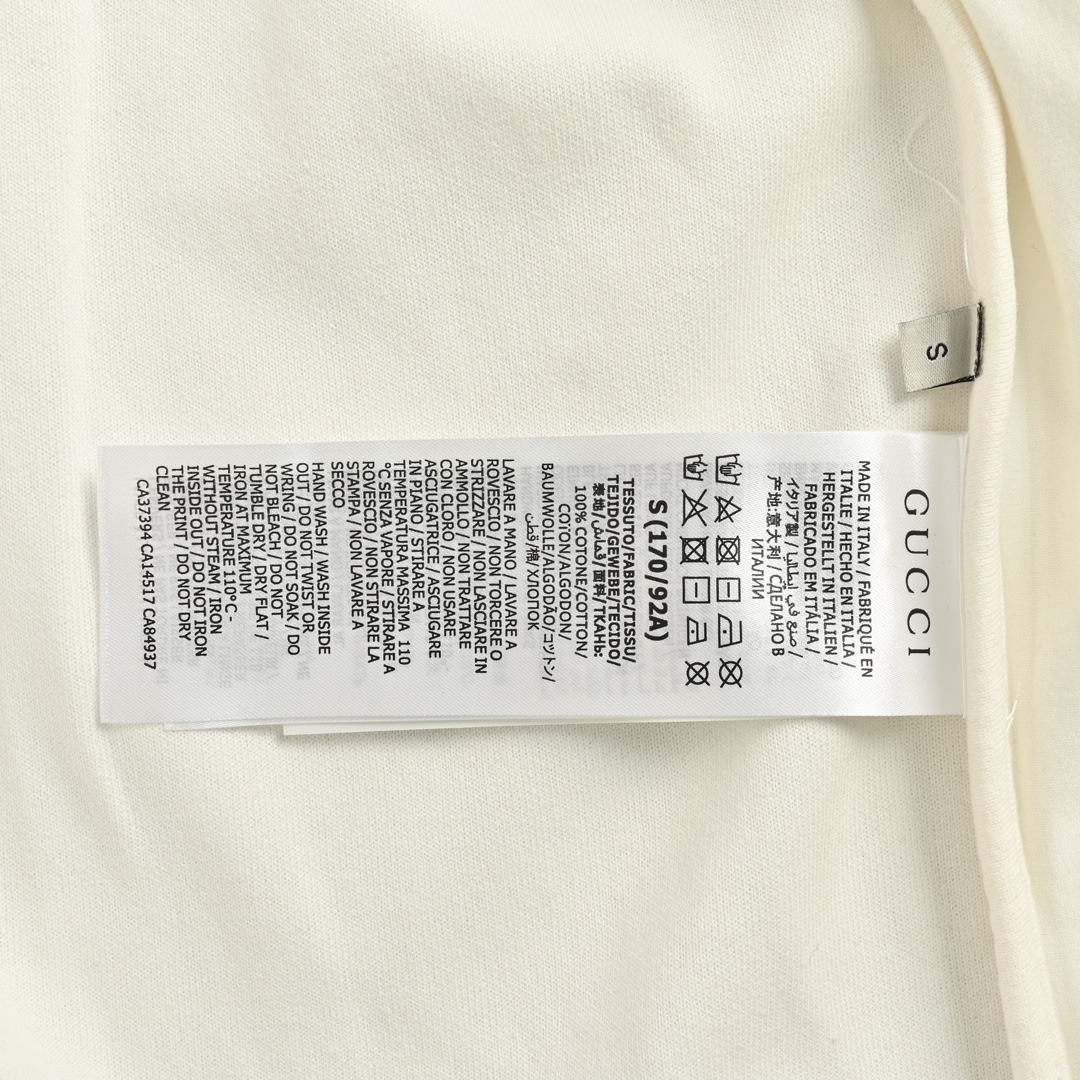 GUCCI
MADE IN ITALY / FABRIQUÉ EN
ITALIE / HECHO EN ITALIA /
HERGESTELLT IN ITALIEN /
FABRICADO EM ITÁLIA /
イタリア製 / صنع في ايطاليا /
产地:意大利 / СДЕЛАНО В
ИТАЛИИ
S (170/92A)
TESSUTO/FABRIC/TISSU/
TEJIDO/GEWEBE/TECIDO/
表地/قماش/面料/ТКАНЬ:
100% COTONE/COTTON/
COTON/ALGODON/
BAUMWOLLE/ALGODÃO/コットン/
قطن/棉/ХЛОПОК
LAVARE A MANO / LAVARE A
ROVESCIO / NON TORCERE O
STRIZZARE / NON LASCIARE IN
AMMOLLO / NON TRATTARE
CON CLORO / NON USARE
ASCIUGATRICE / ASCIUGARE
IN PIANO / STIRARE A
TEMPERATURA MASSIMA 110
°C SENZA VAPORE / STIRARE A
ROVESCIO / NON STIRARE LA
STAMPA / NON LAVARE A
SECCO
HAND WASH / WASH INSIDE
OUT / DO NOT TWIST OR
WRING / DO NOT SOAK / DO
NOT BLEACH / DO NOT
TUMBLE DRY / DRY FLAT /
IRON AT MAXIMUM
TEMPERATURE 110°C -
WITHOUT STEAM / IRON
INSIDE OUT / DO NOT IRON
THE PRINT / DO NOT DRY
CLEAN
CA37394 CA14517 CA84937
S